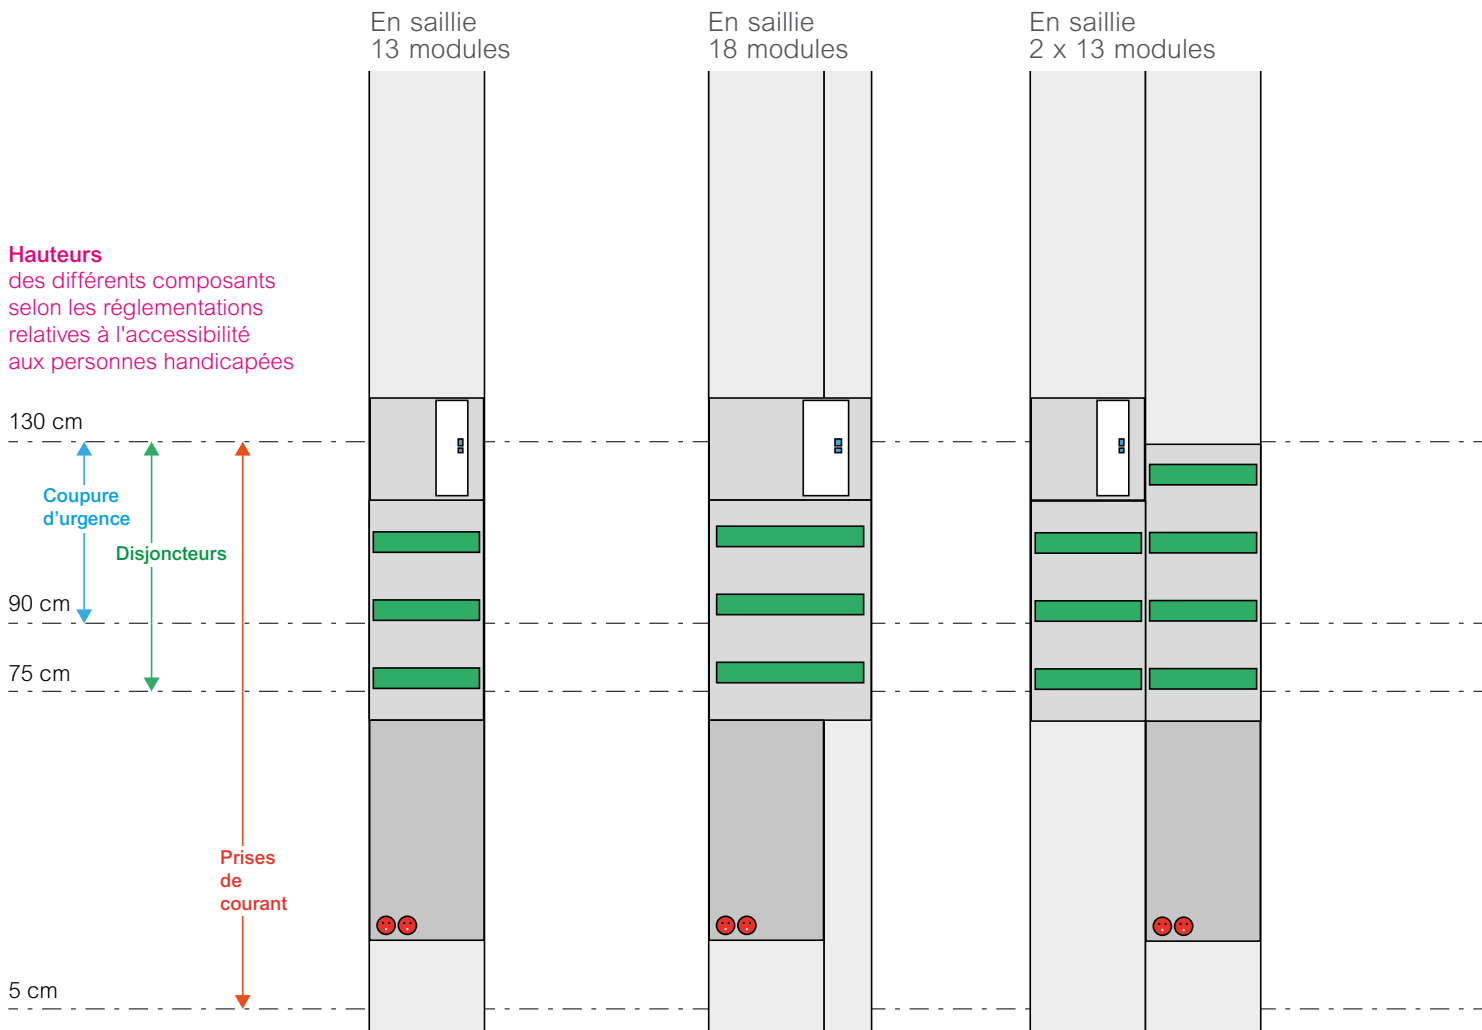 En saillie
13 modules
En saillie
18 modules
En saillie
2 x 13 modules
Hauteurs
des différents composants
selon les réglementations
relatives à l'accessibilité
aux personnes handicapées
130 cm
Coupure
d'urgence
Disjoncteurs
90 cm
75 cm
Prises
de
courant
5 cm